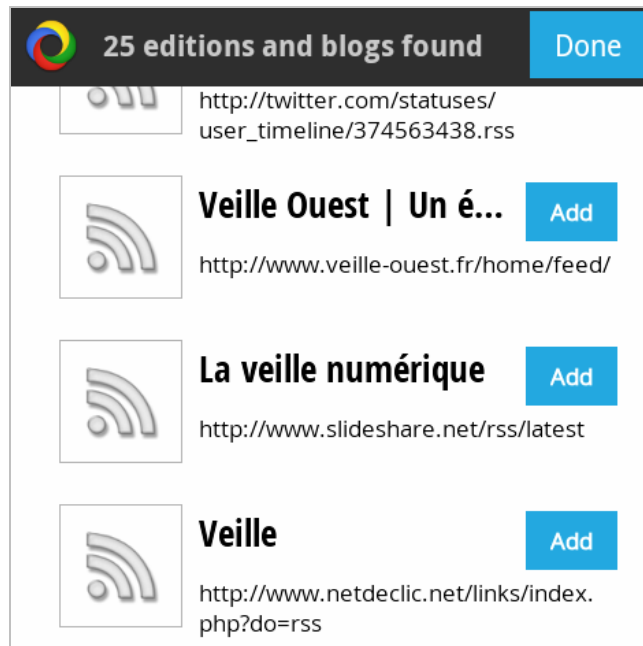 25 editions and blogs found
Done
http://twitter.com/statuses/
user_timeline/374563438.rss
Veille Ouest | Un é...
Add
http://www.veille-ouest.fr/home/feed/
La veille numérique
Add
http://www.slideshare.net/rss/latest
Veille
Add
http://www.netdeclic.net/links/index.
php?do=rss